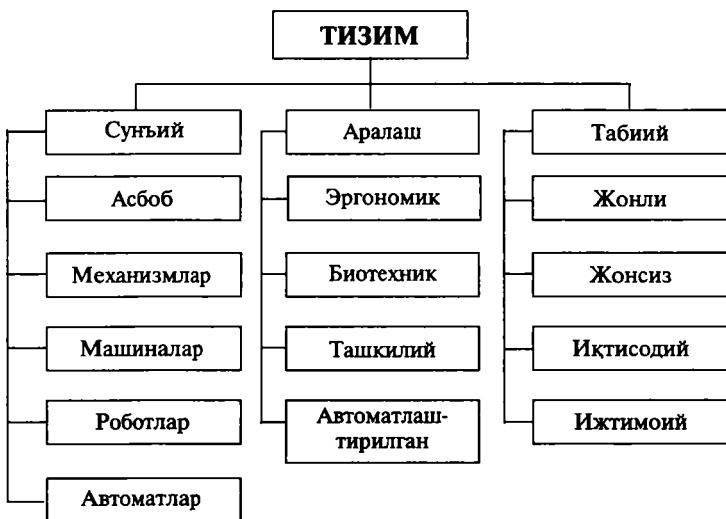 ТИЗИМ
Сунъий
Асбоб
Механизмлар
Машиналар
Роботлар
Автоматлар
Аралаш
Эргономик
Биотехник
Ташкилий
Автоматлаш-
тирилган
Табиий
Жонли
Жонсиз
Иқтисодий
Ижтимоий